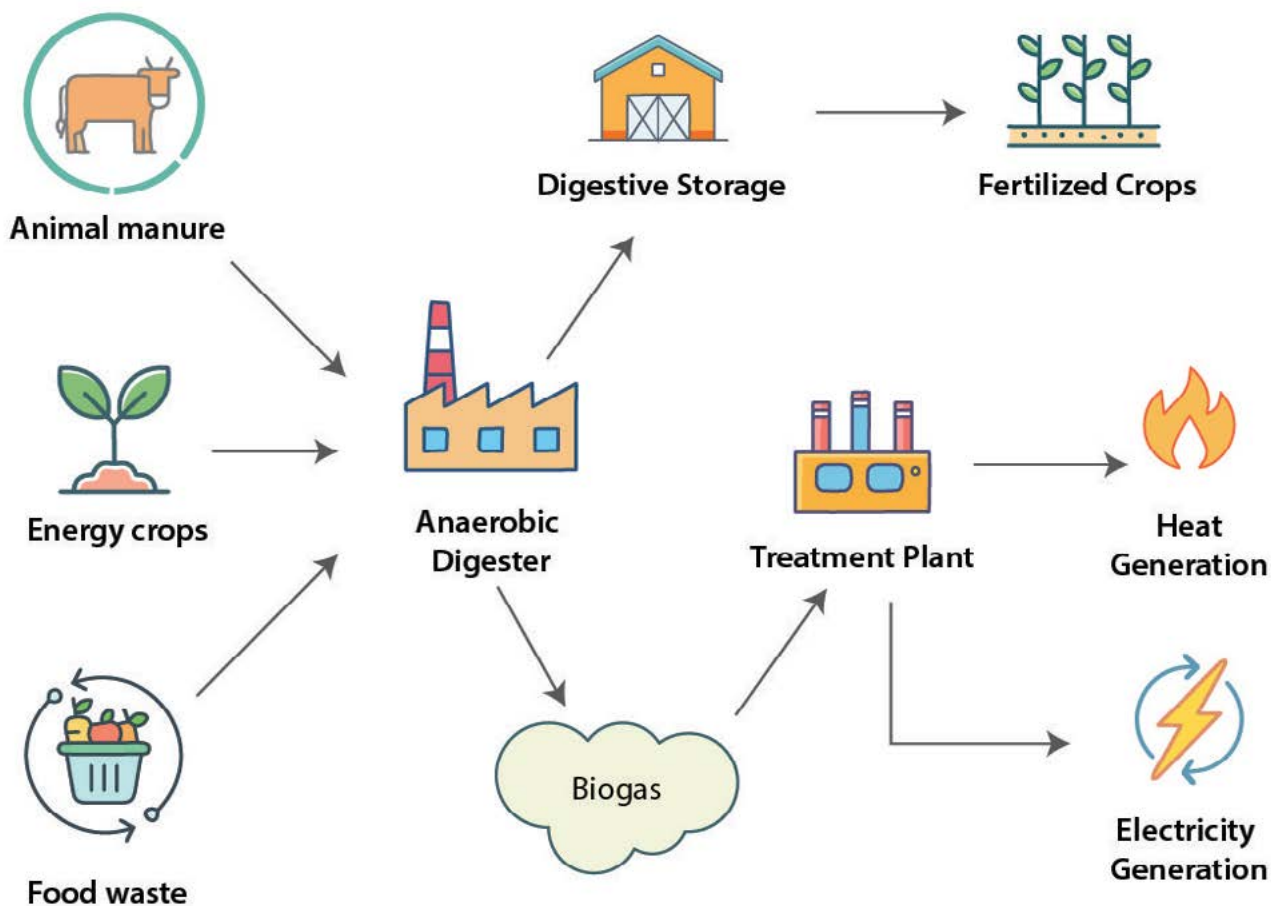 Animal manure
Digestive Storage
Fertilized Crops
Energy crops
Anaerobic
Digester
Treatment Plant
Heat
Generation
Biogas
Electricity
Generation
Food waste